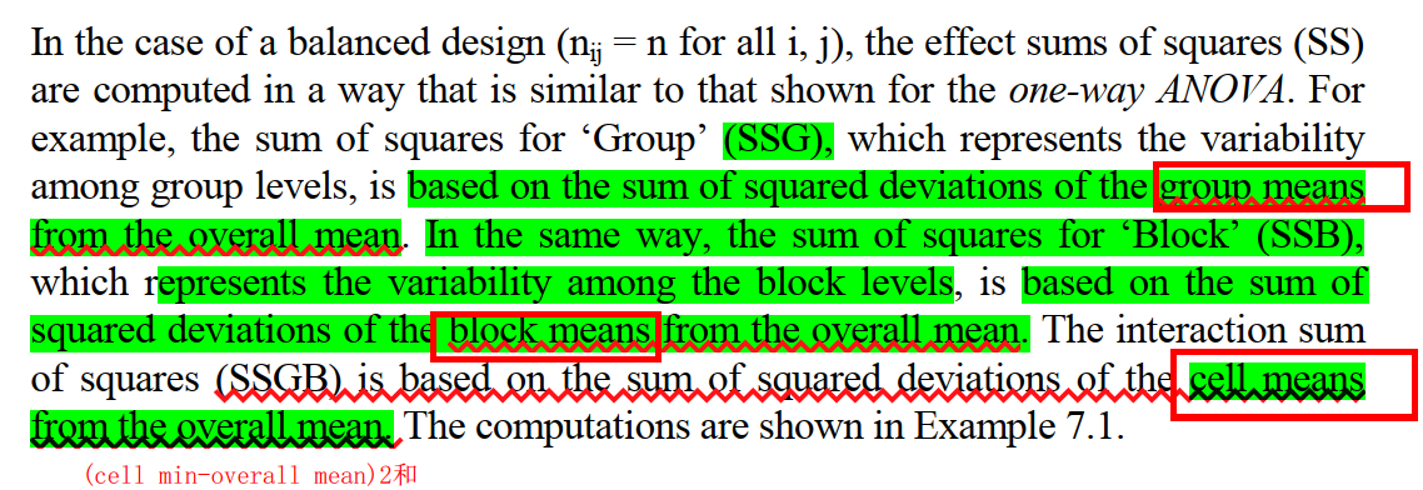 In the case of a balanced design (nij = n for all i, j), the effect sums of squares (SS)
are computed in a way that is similar to that shown for the one-way ANOVA. For
example, the sum of squares for ‘Group’ (SSG), which represents the variability
among group levels, is based on the sum of squared deviations of the group means
from the overall mean. In the same way, the sum of squares for ‘Block’ (SSB),
which represents the variability among the block levels, is based on the sum of
squared deviations of the block means from the overall mean. The interaction sum
of squares (SSGB) is based on the sum of squared deviations of the cell means
from the overall mean. The computations are shown in Example 7.1.
(cell min-overall mean)2和